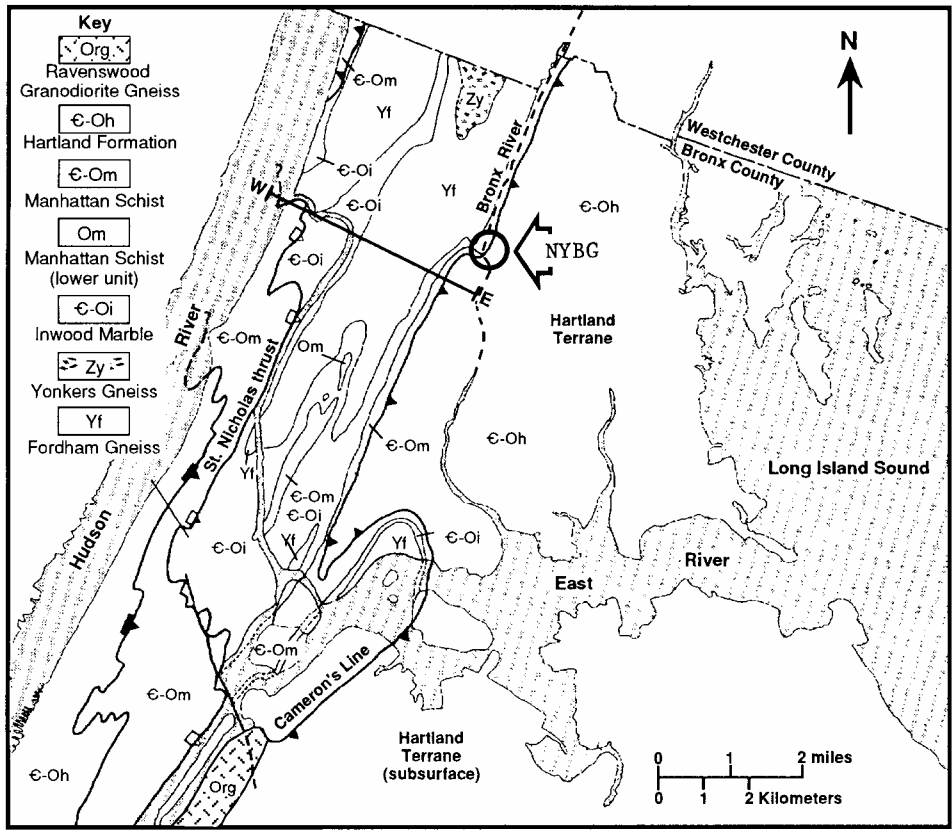 Key
Org
Ravenswood
Granodiorite Gneiss
Є-Oh
Hartland Formation
Є-Om
Manhattan Schist
Om
Manhattan Schist
(lower unit)
Є-Oi
Inwood Marble
Zy
Yonkers Gneiss
Yf
Fordham Gneiss
N
Westchester County
Bronx County
Є-Om
Yf
Zy
Є-Oi
Yf
Bronx River
W
Є-Oi
Є-Oh
NYBG
E
Є-Oi
Hartland
Terrane
River
Є-Om
Om
St. Nicholas thrust
Є-Om
Є-Oh
Yf
Long Island Sound
Є-Om
Є-Oi
Hudson
Є-Oi
Yf
Yf
Є-Oi
River
East
Є-Om
Cameron's Line
Є-Om
Hartland
Terrane
(subsurface)
Є-Oh
Org
0 1 2 miles
0 1 2 Kilometers